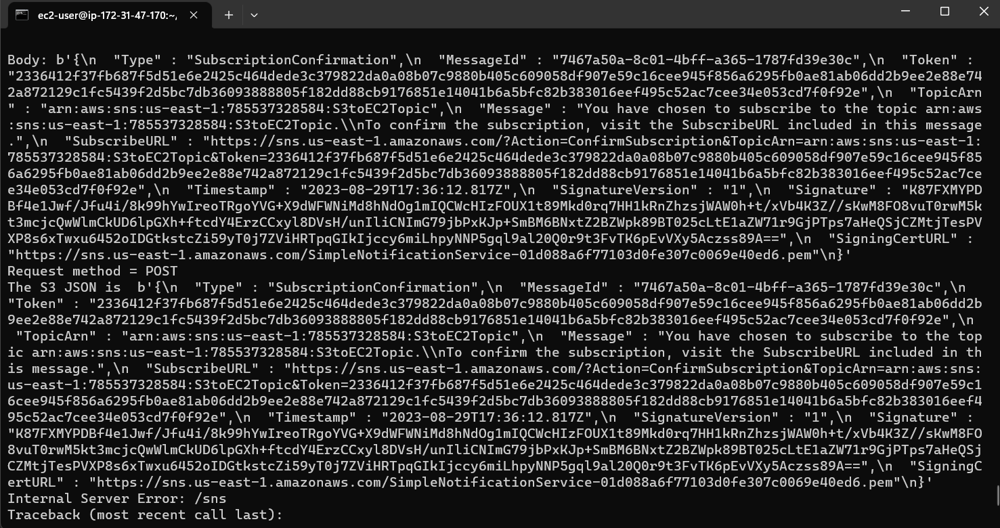 ec2-user@ip-172-31-47-170:~/
Body: b'{\n  "Type" : "SubscriptionConfirmation",\n  "MessageId" : "7467a50a-8c01-4bff-a365-1787fd39e30c",\n  "Token" :
"2336412f37fb687f5d51e6e2425c464dede3c379822da0a08b07c9880b405c609058df907e59c16cee945f856a6295fb0ae81ab06dd2b9ee2e88e74
2a872129c1fc5439f2d5bc7db36093888805f182dd88cb9176851e14041b6a5bfc82b383016eef495c52ac7cee34e053cd7f0f92e",\n  "TopicArn
" : "arn:aws:sns:us-east-1:785537328584:S3toEC2Topic",\n  "Message" : "You have chosen to subscribe to the topic arn:aws
:sns:us-east-1:785537328584:S3toEC2Topic.\\nTo confirm the subscription, visit the SubscribeURL included in this message
.",\n  "SubscribeURL" : "https://sns.us-east-1.amazonaws.com/?Action=ConfirmSubscription&TopicArn=arn:aws:sns:us-east-1:
785537328584:S3toEC2Topic&Token=2336412f37fb687f5d51e6e2425c464dede3c379822da0a08b07c9880b405c609058df907e59c16cee945f85
6a6295fb0ae81ab06dd2b9ee2e88e742a872129c1fc5439f2d5bc7db36093888805f182dd88cb9176851e14041b6a5bfc82b383016eef495c52ac7ce
e34e053cd7f0f92e",\n  "Timestamp" : "2023-08-29T17:36:12.817Z",\n  "SignatureVersion" : "1",\n  "Signature" : "K87FXMYPD
Bf4e1Jwf/Jfu4i/8k99hYwIreoTRgoYVG+X9dWFWNiMd8hNdOg1mIQCWcHIzFOUX1t89Mkd0rq7HH1kRnZhzsjWAW0h+t/xVb4K3Z//sKwM8FO8vuT0rwM5k
t3mcjcQwWlmCkUD6lpGXh+ftcdY4ErzCCxyl8DVsH/unIliCNImG79jbPxKJp+SmBM6BNxtZ2BZWpk89BT025cLtE1aZW71r9GjPTps7aHeQSjCZMtjTesPV
XP8s6xTwxu6452oIDGtkstcZi59yT0j7ZViHRTpqGIkIjccy6miLhpyNNP5gql9al20Q0r9t3FvTK6pEvVXy5Aczss89A==",\n  "SigningCertURL" :
"https://sns.us-east-1.amazonaws.com/SimpleNotificationService-01d088a6f77103d0fe307c0069e40ed6.pem"\n}'
Request method = POST
The S3 JSON is  b'{\n  "Type" : "SubscriptionConfirmation",\n  "MessageId" : "7467a50a-8c01-4bff-a365-1787fd39e30c",\n
"Token" : "2336412f37fb687f5d51e6e2425c464dede3c379822da0a08b07c9880b405c609058df907e59c16cee945f856a6295fb0ae81ab06dd2b
9ee2e88e742a872129c1fc5439f2d5bc7db36093888805f182dd88cb9176851e14041b6a5bfc82b383016eef495c52ac7cee34e053cd7f0f92e",\n
 "TopicArn" : "arn:aws:sns:us-east-1:785537328584:S3toEC2Topic",\n  "Message" : "You have chosen to subscribe to the top
ic arn:aws:sns:us-east-1:785537328584:S3toEC2Topic.\\nTo confirm the subscription, visit the SubscribeURL included in th
is message.",\n  "SubscribeURL" : "https://sns.us-east-1.amazonaws.com/?Action=ConfirmSubscription&TopicArn=arn:aws:sns:
us-east-1:785537328584:S3toEC2Topic&Token=2336412f37fb687f5d51e6e2425c464dede3c379822da0a08b07c9880b405c609058df907e59c1
6cee945f856a6295fb0ae81ab06dd2b9ee2e88e742a872129c1fc5439f2d5bc7db36093888805f182dd88cb9176851e14041b6a5bfc82b383016eef4
95c52ac7cee34e053cd7f0f92e",\n  "Timestamp" : "2023-08-29T17:36:12.817Z",\n  "SignatureVersion" : "1",\n  "Signature" :
"K87FXMYPDBf4e1Jwf/Jfu4i/8k99hYwIreoTRgoYVG+X9dWFWNiMd8hNdOg1mIQCWcHIzFOUX1t89Mkd0rq7HH1kRnZhzsjWAW0h+t/xVb4K3Z//sKwM8FO
8vuT0rwM5kt3mcjcQwWlmCkUD6lpGXh+ftcdY4ErzCCxyl8DVsH/unIliCNImG79jbPxKJp+SmBM6BNxtZ2BZWpk89BT025cLtE1aZW71r9GjPTps7aHeQSj
CZMtjTesPVXP8s6xTwxu6452oIDGtkstcZi59yT0j7ZViHRTpqGIkIjccy6miLhpyNNP5gql9al20Q0r9t3FvTK6pEvVXy5Aczss89A==",\n  "SigningC
ertURL" : "https://sns.us-east-1.amazonaws.com/SimpleNotificationService-01d088a6f77103d0fe307c0069e40ed6.pem"\n}'
Internal Server Error: /sns
Traceback (most recent call last):